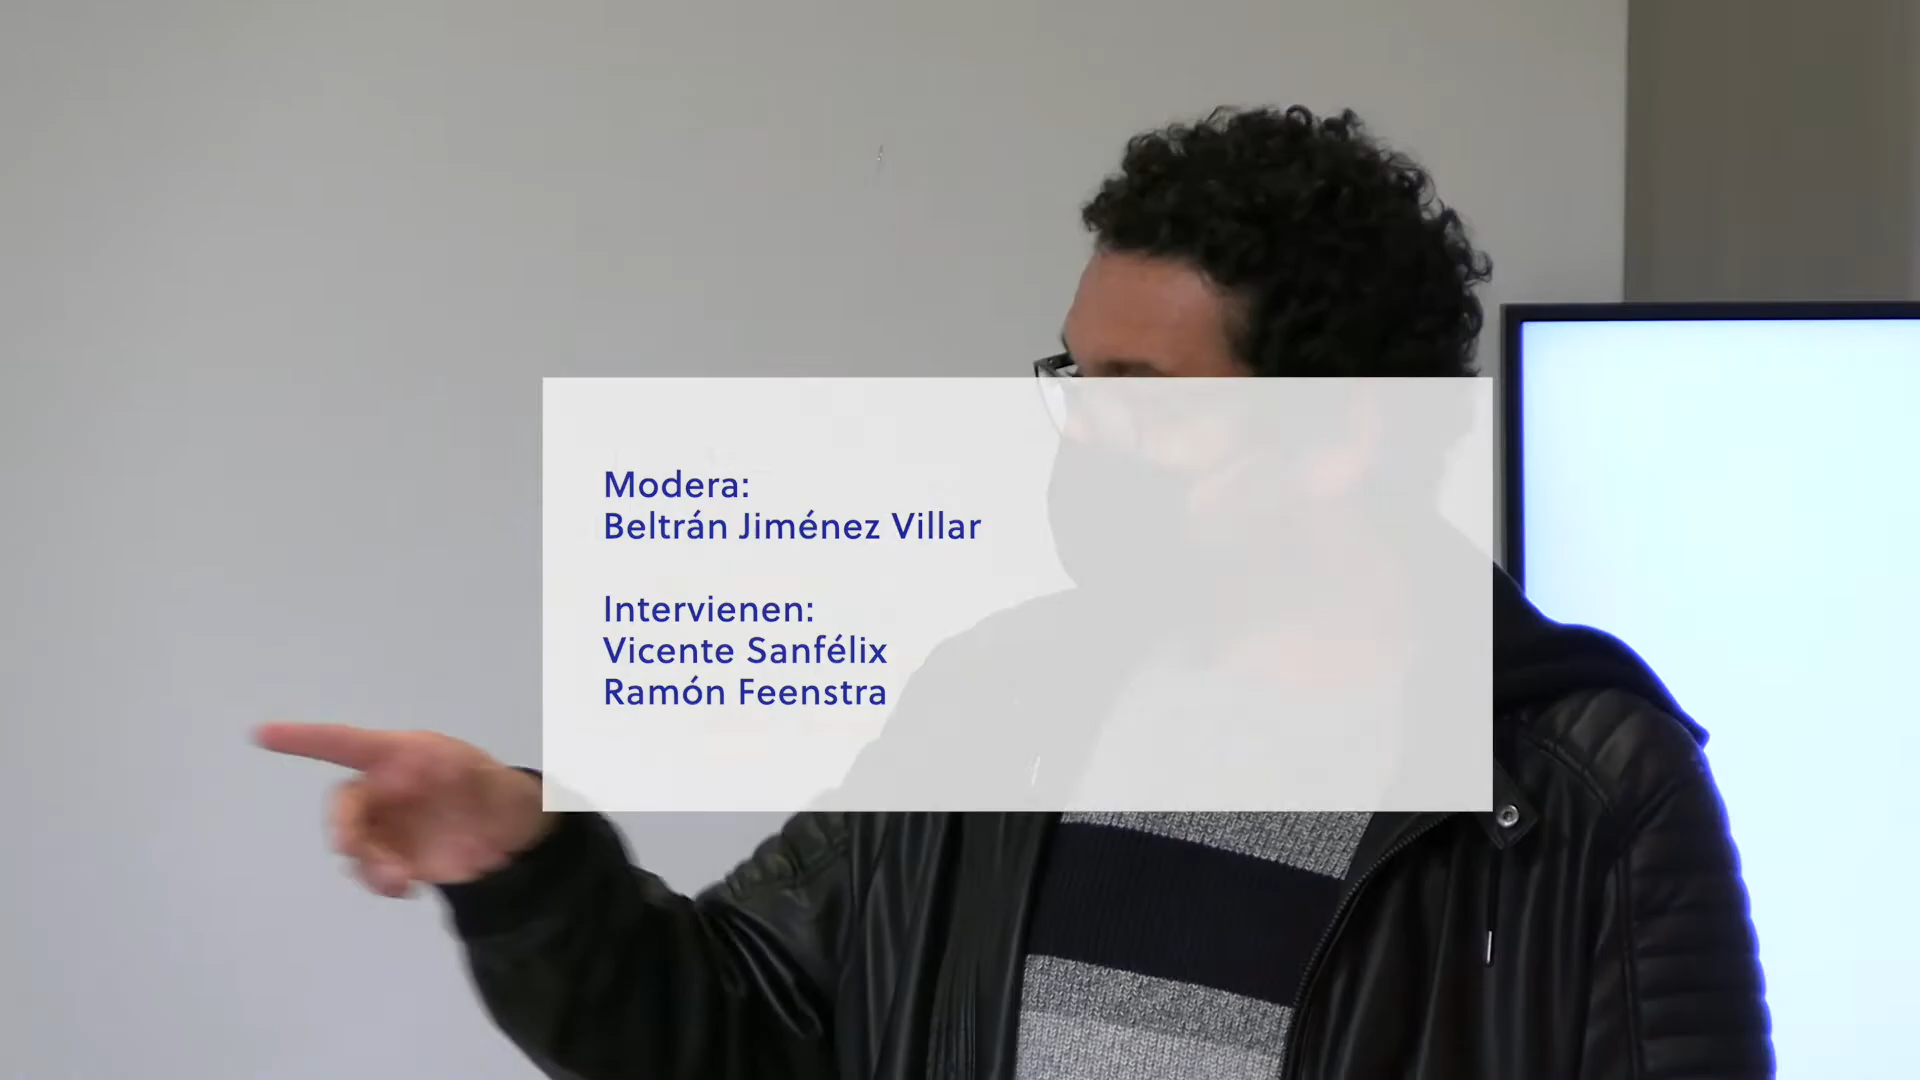 Modera:
Beltrán Jiménez Villar
Intervienen:
Vicente Sanfélix
Ramón Feenstra